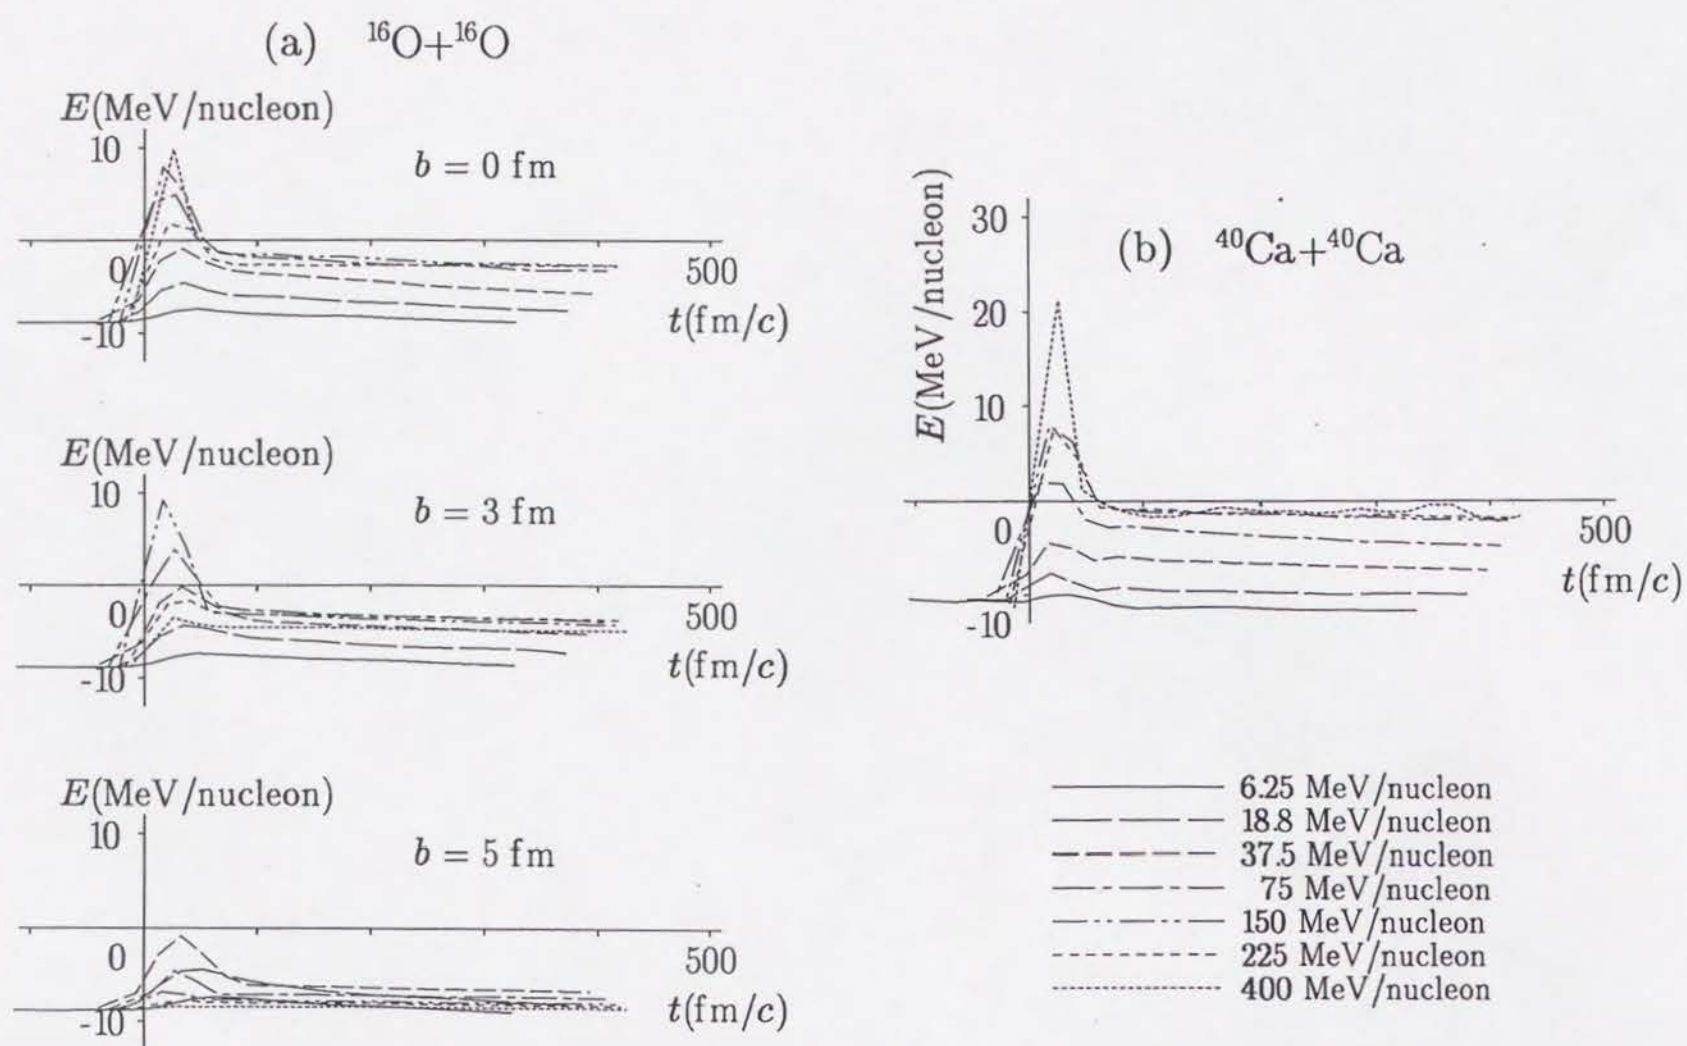 (a) ¹⁶O+¹⁶O
E(MeV/nucleon)
10
b = 0 fm
0
500
t(fm/c)
-10
E(MeV/nucleon)
10
b = 3 fm
0
500
t(fm/c)
-10
E(MeV/nucleon)
10
b = 5 fm
0
500
t(fm/c)
-10
E(MeV/nucleon)
30
(b) ⁴⁰Ca+⁴⁰Ca
20
10
0
500
t(fm/c)
-10
6.25 MeV/nucleon
18.8 MeV/nucleon
37.5 MeV/nucleon
75 MeV/nucleon
150 MeV/nucleon
225 MeV/nucleon
400 MeV/nucleon